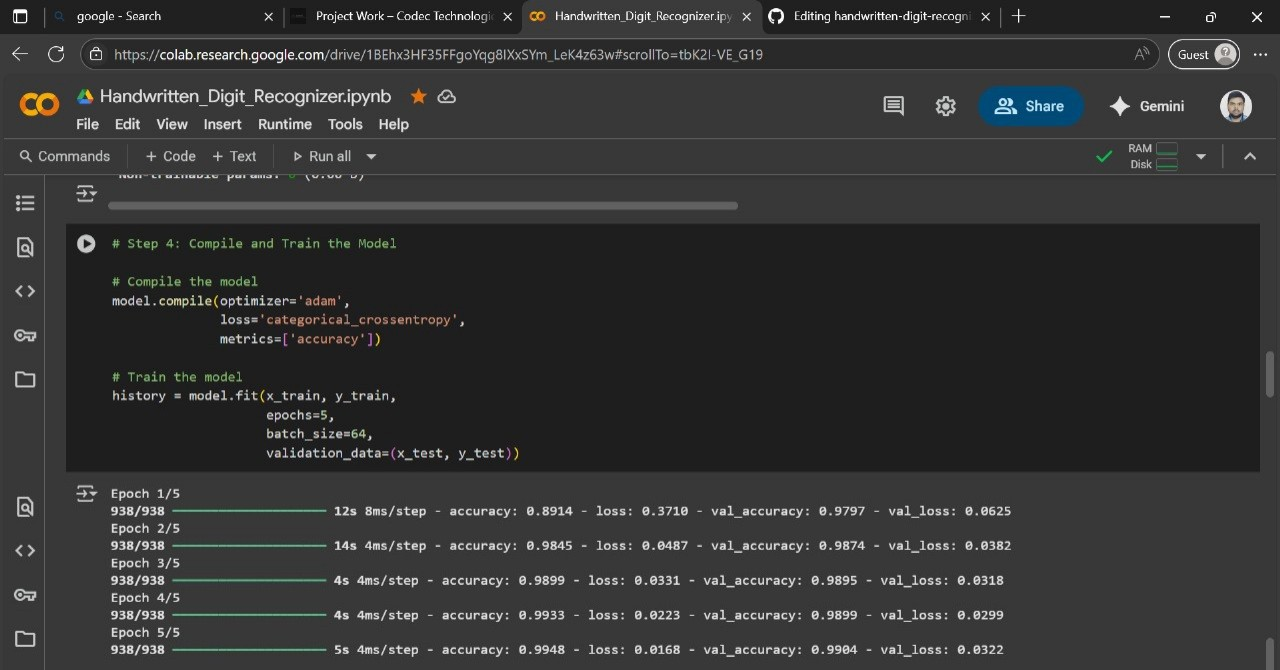 google - Search
Project Work – Codec Technologi
Handwritten_Digit_Recognizer.ipy
Editing handwritten-digit-recogni
https://colab.research.google.com/drive/1BEhx3HF35FFgoYqg8IXxSYm_LeK4z63w#scrollTo=tbK2I-VE_G19
Guest
Handwritten_Digit_Recognizer.ipynb
Share
Gemini
File Edit View Insert Runtime Tools Help
Commands + Code + Text Run all
RAM
Disk
Non-trainable params: 0 (0.00 B)
# Step 4: Compile and Train the Model
# Compile the model
model.compile(optimizer='adam',
loss='categorical_crossentropy',
metrics=['accuracy'])
# Train the model
history = model.fit(x_train, y_train,
epochs=5,
batch_size=64,
validation_data=(x_test, y_test))
Epoch 1/5
938/938 12s 8ms/step - accuracy: 0.8914 - loss: 0.3710 - val_accuracy: 0.9797 - val_loss: 0.0625
Epoch 2/5
938/938 14s 4ms/step - accuracy: 0.9845 - loss: 0.0487 - val_accuracy: 0.9874 - val_loss: 0.0382
Epoch 3/5
938/938 4s 4ms/step - accuracy: 0.9899 - loss: 0.0331 - val_accuracy: 0.9895 - val_loss: 0.0318
Epoch 4/5
938/938 4s 4ms/step - accuracy: 0.9933 - loss: 0.0223 - val_accuracy: 0.9899 - val_loss: 0.0299
Epoch 5/5
938/938 5s 4ms/step - accuracy: 0.9948 - loss: 0.0168 - val_accuracy: 0.9904 - val_loss: 0.0322